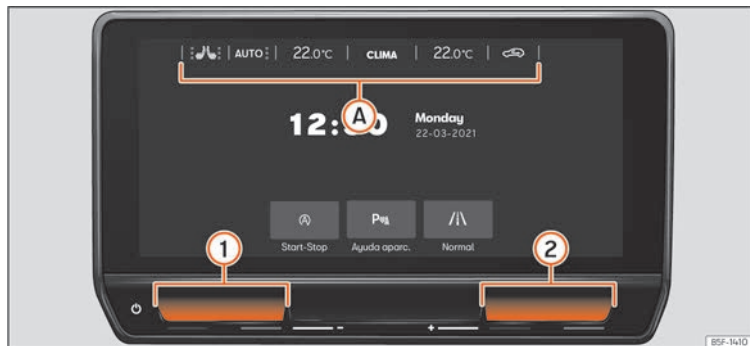 AUTO 22.0°C CLIMA 22.0°C
A
Monday
22-03-2021
P
Start-Stop Ayuda aparc. Normal
1 2
- +
B5F-1410